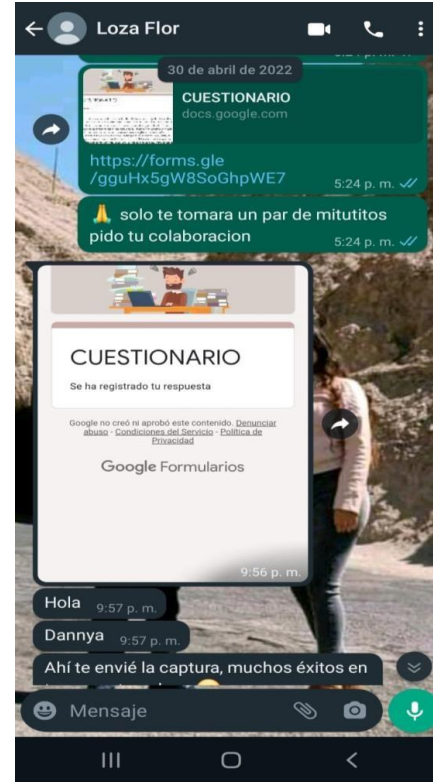 Loza Flor
30 de abril de 2022
CUESTIONARIO
docs.google.com
https://forms.gle
/gguHx5gW8SoGhpWE7
5:24 p. m.
🙏 solo te tomara un par de mitutitos
pido tu colaboracion
5:24 p. m.
CUESTIONARIO
Se ha registrado tu respuesta
Google no creó ni aprobó este contenido. Denunciar
abuso - Condiciones del Servicio - Política de
Privacidad
Google Formularios
9:56 p. m.
Hola 9:57 p. m.
Dannya 9:57 p. m.
Ahí te envié la captura, muchos éxitos en
Mensaje